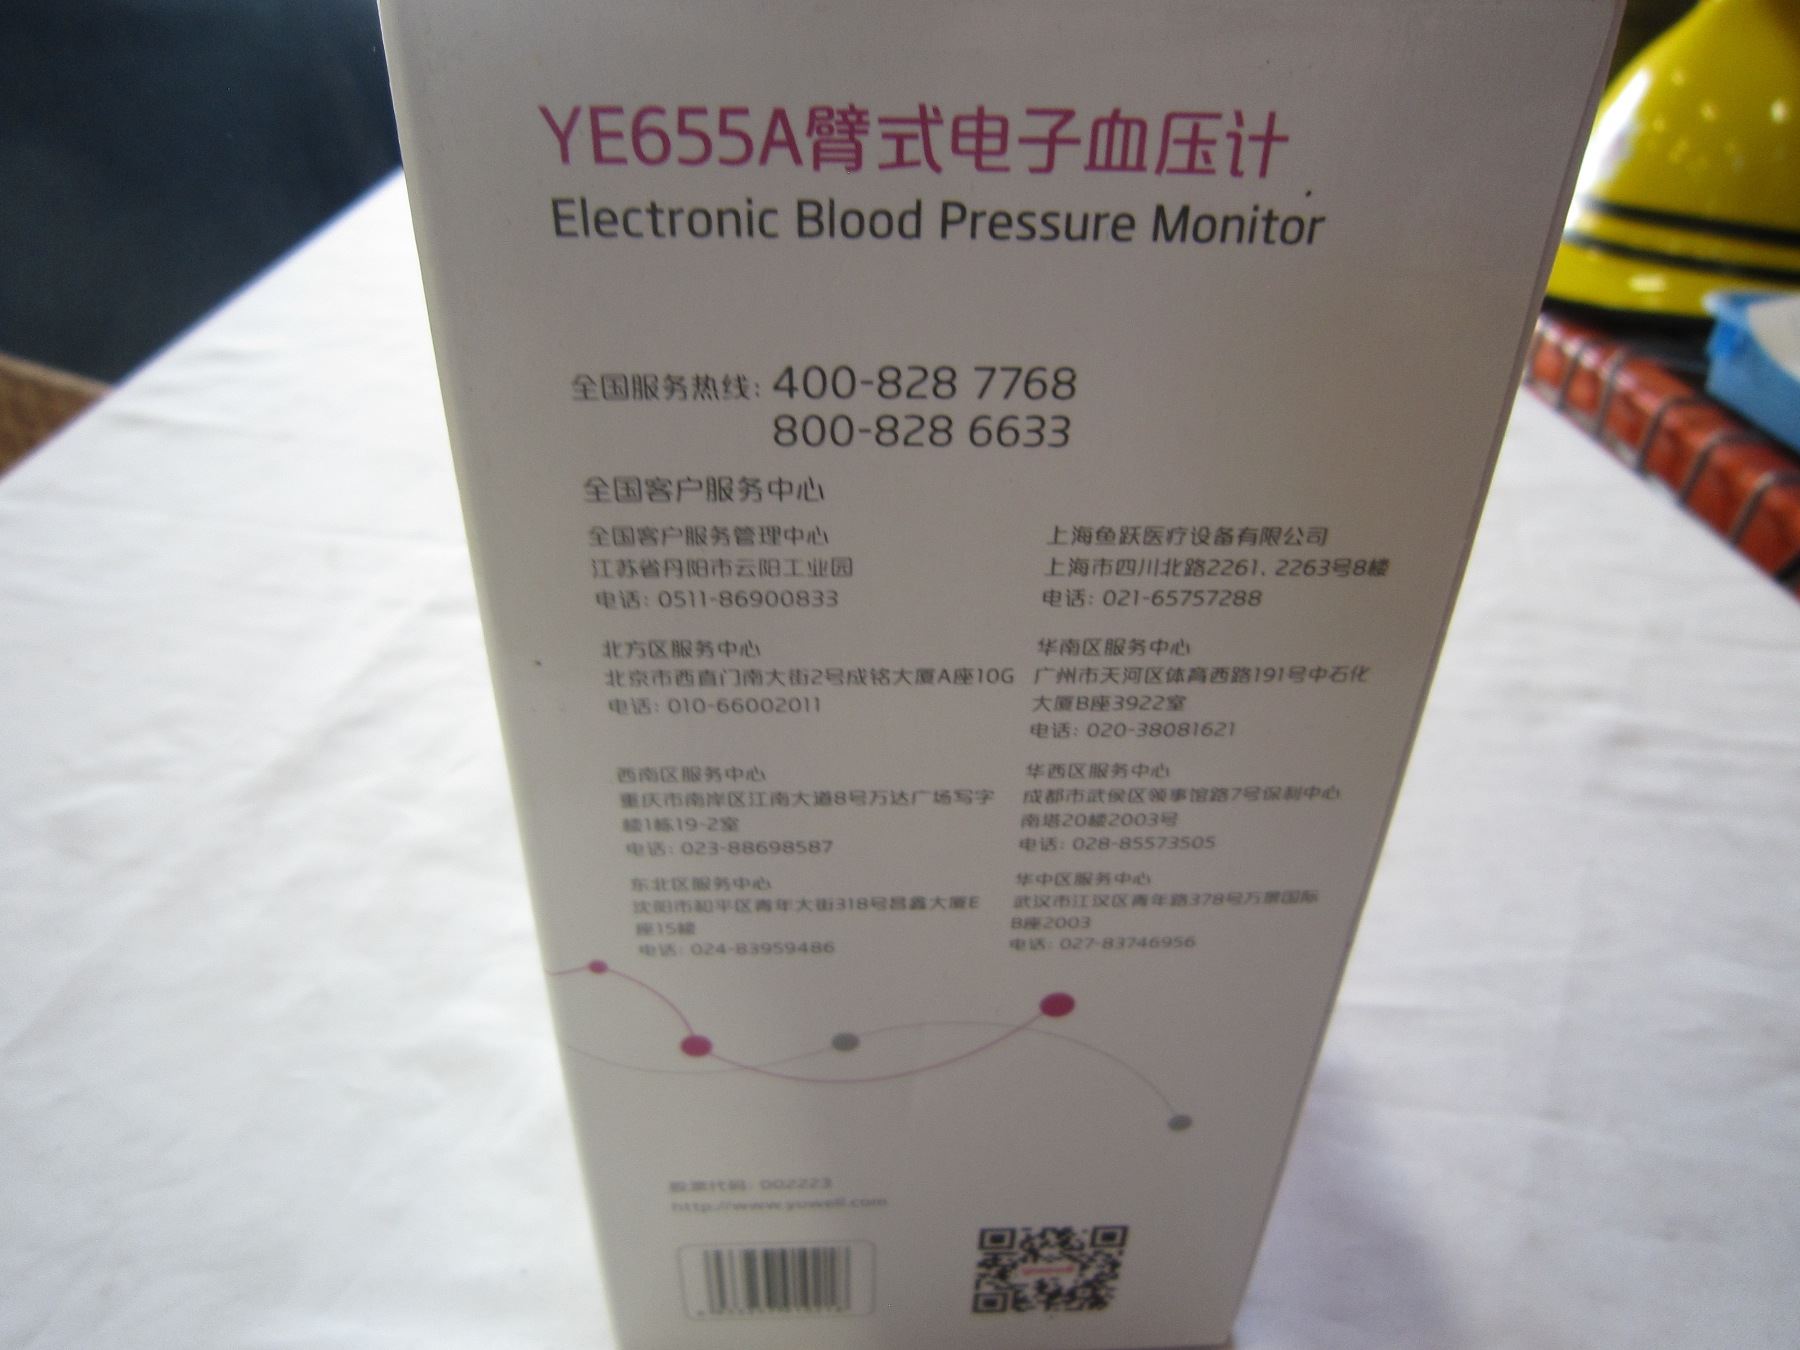 YE655A臂式电子血压计
Electronic Blood Pressure Monitor
全国服务热线: 400-828 7768
800-828 6633
全国客户服务中心
全国客户服务管理中心
江苏省丹阳市云阳工业园
电话: 0511-86900833
上海鱼跃医疗设备有限公司
上海市四川北路2261、2263号8楼
电话: 021-65757288
北方区服务中心
北京市西直门南大街2号成铭大厦A座10G
电话: 010-66002011
华南区服务中心
广州市天河区体育西路191号中石化
大厦B座3922室
电话: 020-38081621
西南区服务中心
重庆市南岸区江南大道8号万达广场写字
楼1栋19-2室
电话: 023-88698587
华西区服务中心
成都市武侯区领事馆路7号保利中心
南塔20楼2003号
电话: 028-85573505
东北区服务中心
沈阳市和平区青年大街318号昌鑫大厦E
座15楼
电话: 024-83959486
华中区服务中心
武汉市江汉区青年路378号万景国际
B座2003
电话: 027-83746956
股票代码: 002223
http://www.yuwell.com